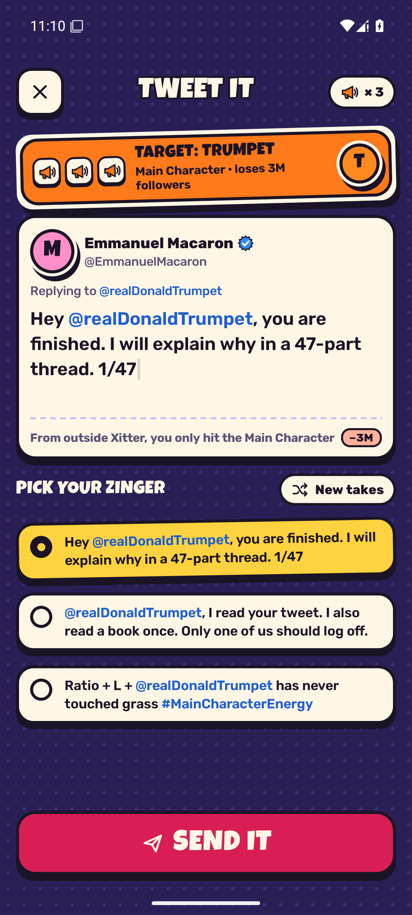 11:10
TWEET IT
× 3
TARGET: TRUMPET
Main Character · loses 3M
followers
T
M
Emmanuel Macaron
@EmmanuelMacaron
Replying to @realDonaldTrumpet
Hey @realDonaldTrumpet, you are
finished. I will explain why in a 47-part
thread. 1/47
From outside Xitter, you only hit the Main Character
−3M
PICK YOUR ZINGER
New takes
Hey @realDonaldTrumpet, you are finished. I will
explain why in a 47-part thread. 1/47
@realDonaldTrumpet, I read your tweet. I also
read a book once. Only one of us should log off.
Ratio + L + @realDonaldTrumpet has never
touched grass #MainCharacterEnergy
SEND IT